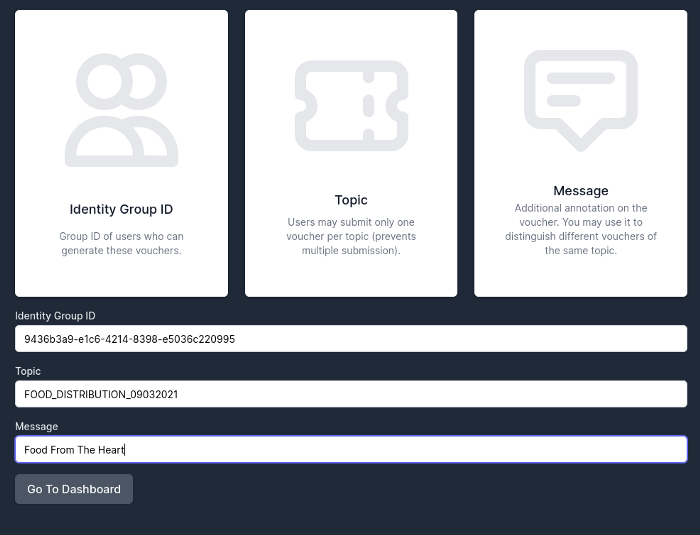 Identity Group ID
Group ID of users who can
generate these vouchers.
Topic
Users may submit only one
voucher per topic (prevents
multiple submission).
Message
Additional annotation on the
voucher. You may use it to
distinguish different vouchers of
the same topic.
Identity Group ID
9436b3a9-e1c6-4214-8398-e5036c220995
Topic
FOOD_DISTRIBUTION_09032021
Message
Food From The Heart
Go To Dashboard